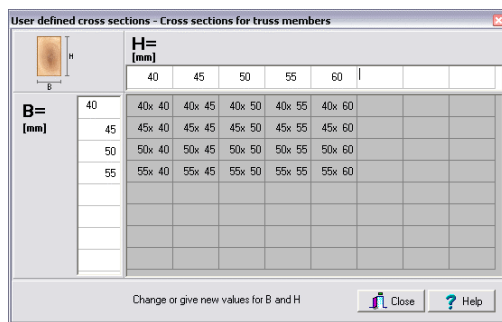 User defined cross sections - Cross sections for truss members
H
B
H=
[mm]
40 45 50 55 60
B=
[mm]
40
45
50
55
40x 40 40x 45 40x 50 40x 55 40x 60
45x 40 45x 45 45x 50 45x 55 45x 60
50x 40 50x 45 50x 50 50x 55 50x 60
55x 40 55x 45 55x 50 55x 55 55x 60
Change or give new values for B and H
Close
Help